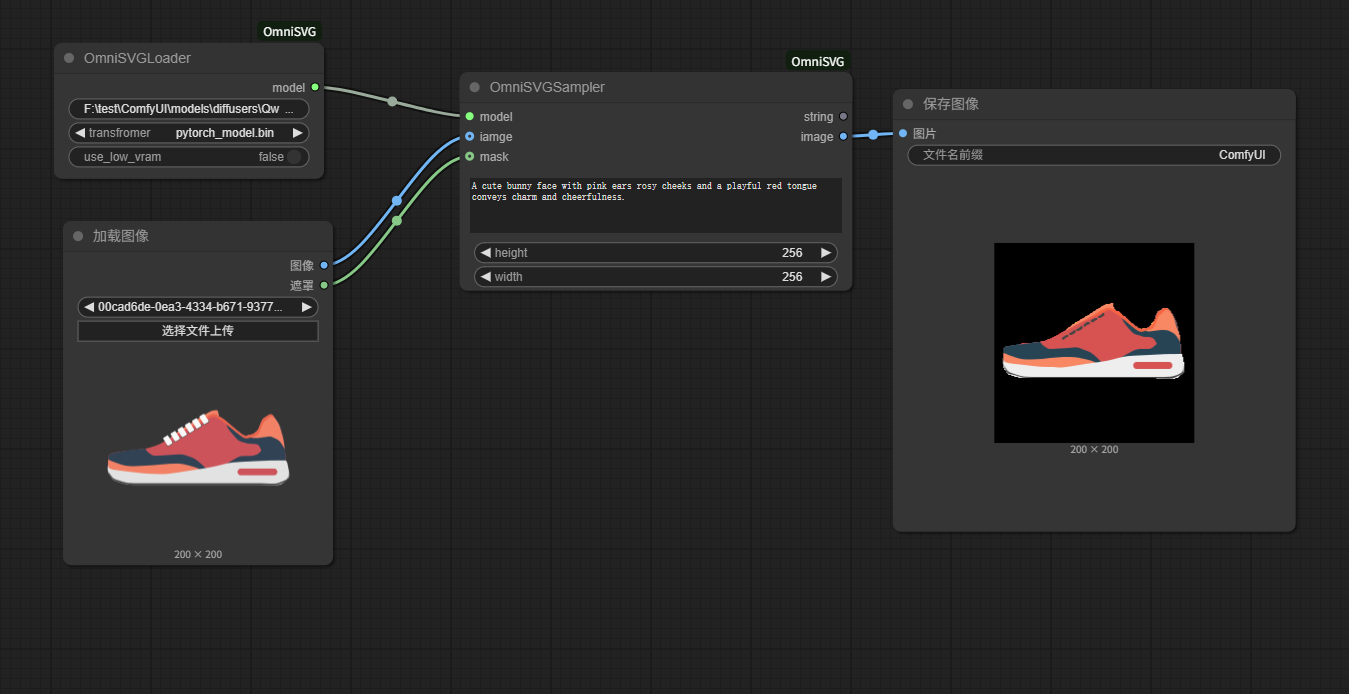 OmniSVG
OmniSVGLoader
model
F:\test\ComfyUI\models\diffusers\Qw ...
transfromer pytorch_model.bin
use_low_vram false
加载图像
图像
遮罩
00cad6de-0ea3-4334-b671-9377...
选择文件上传
200 × 200
OmniSVG
OmniSVGSampler
model string
iamge image
mask
A cute bunny face with pink ears rosy cheeks and a playful red tongue
conveys charm and cheerfulness.
height 256
width 256
保存图像
图片
文件名前缀 ComfyUI
200 × 200